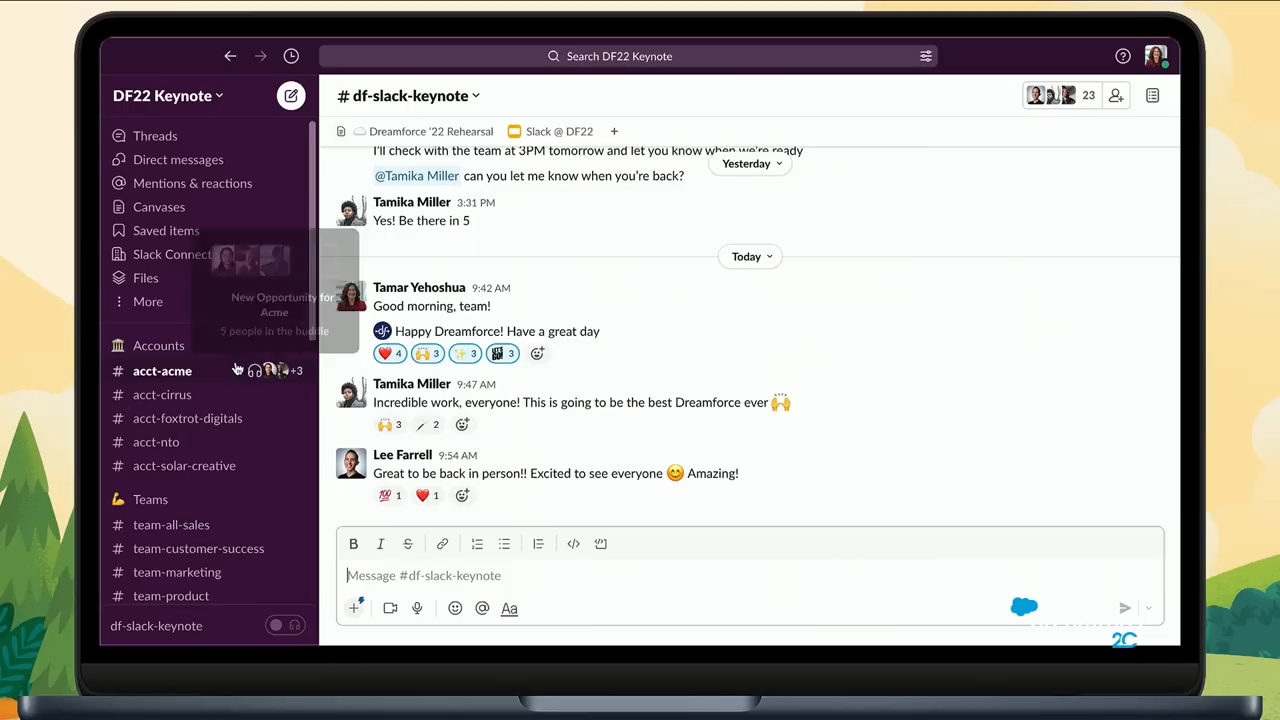 Search DF22 Keynote
DF22 Keynote
Threads
Direct messages
Mentions & reactions
Canvases
Saved items
Slack Connect
Files
More
New Opportunity for
Acme
5 people in the huddle
Accounts
# acct-acme
+3
# acct-cirrus
# acct-foxtrot-digitals
# acct-nto
# acct-solar-creative
Teams
# team-all-sales
# team-customer-success
# team-marketing
# team-product
df-slack-keynote
# df-slack-keynote
23
Dreamforce '22 Rehearsal
Slack @ DF22
+
I'll check with the team at 3PM tomorrow and let you know when we're ready
Yesterday
@Tamika Miller can you let me know when you're back?
Tamika Miller 3:31 PM
Yes! Be there in 5
Today
Tamar Yehoshua 9:42 AM
Good morning, team!
Happy Dreamforce! Have a great day
4 3 3 3
Tamika Miller 9:47 AM
Incredible work, everyone! This is going to be the best Dreamforce ever
3 2
Lee Farrell 9:54 AM
Great to be back in person!! Excited to see everyone 😊 Amazing!
💯 1 ❤️ 1
B I S
Message #df-slack-keynote
Aa
2C